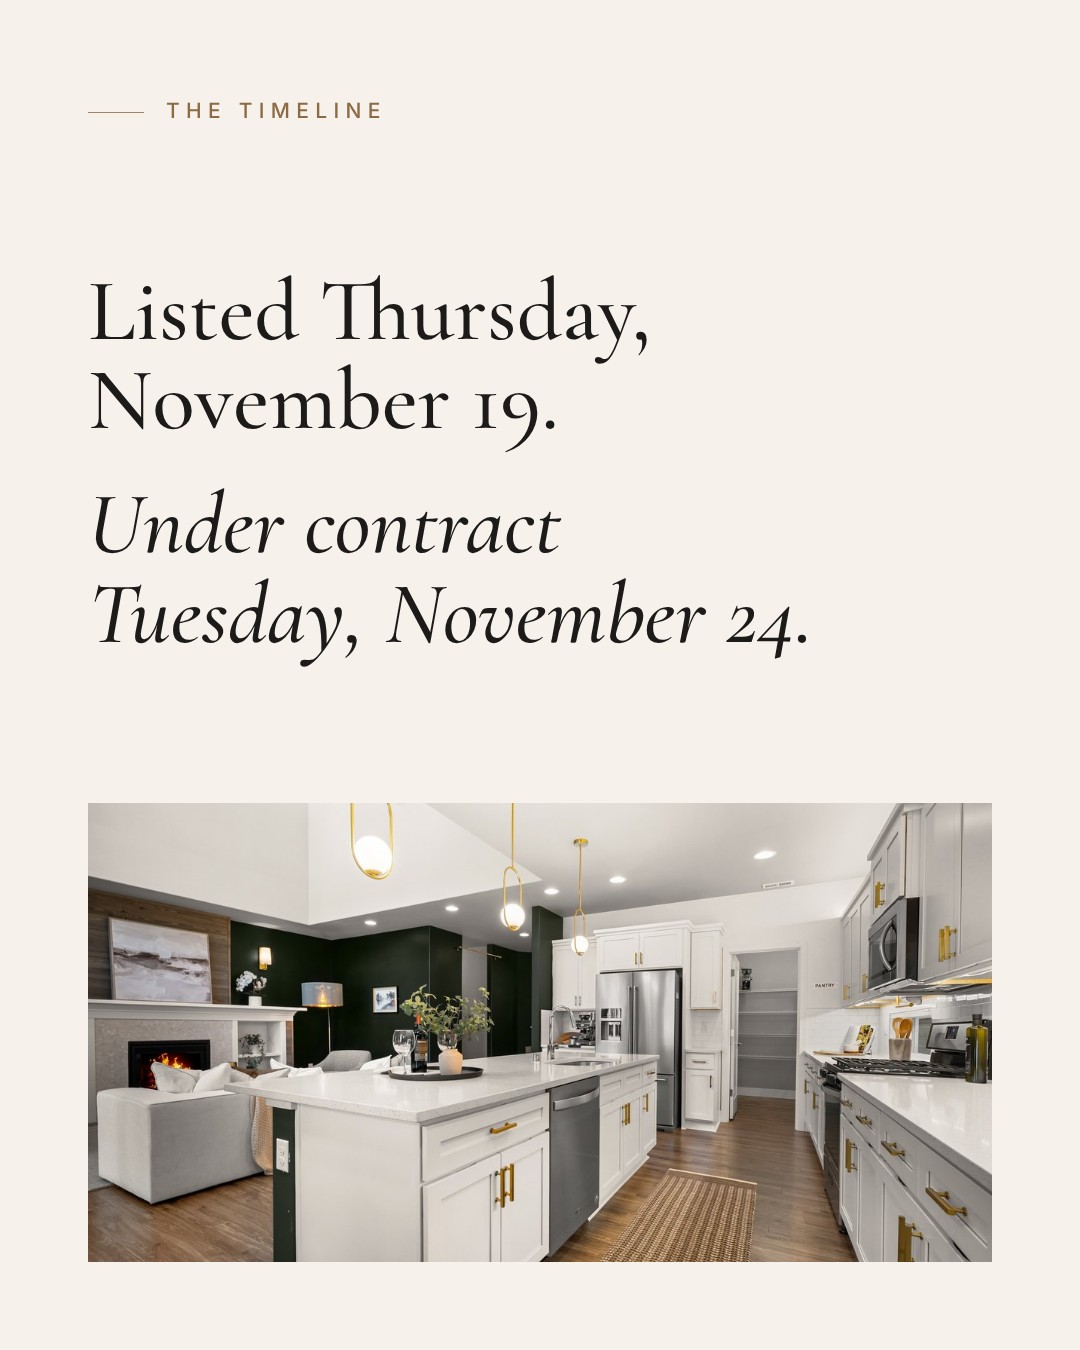 THE TIMELINE
Listed Thursday,
November 19.
Under contract
Tuesday, November 24.
PANTRY